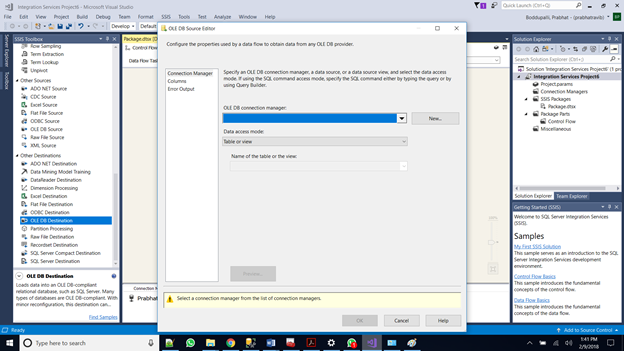 Integration Services Project6 - Microsoft Visual Studio
Quick Launch (Ctrl+Q)
File Edit View Project Build Debug Team Format SSIS Tools Test Analyze Window Help
Boddupalli, Prabhat
Develop
SSIS Toolbox
Row Sampling
Term Extraction
Term Lookup
Unpivot
Other Sources
ADO NET Source
CDC Source
Excel Source
Flat File Source
ODBC Source
OLE DB Source
Raw File Source
XML Source
Other Destinations
ADO NET Destination
Data Mining Model Training
DataReader Destination
Dimension Processing
Excel Destination
Flat File Destination
ODBC Destination
OLE DB Destination
Partition Processing
Raw File Destination
Recordset Destination
SQL Server Compact Destination
SQL Server Destination
OLE DB Destination
Loads data into an OLE DB-compliant
relational database, such as SQL Server. Many
types of databases are OLE DB-compliant. With
minor reconfiguration, this destination can...
Find Samples
Server Explorer
Toolbox
Package.dtsx
Control Flow
Data Flow Task
Connection M
Prabhat
OLE DB Source Editor
Configure the properties used by a data flow to obtain data from any OLE DB provider.
Connection Manager
Columns
Error Output
Specify an OLE DB connection manager, a data source, or a data source view, and select the data access
mode. If using the SQL command access mode, specify the SQL command either by typing the query or by
using Query Builder.
OLE DB connection manager:
New...
Data access mode:
Table or view
Name of the table or the view:
Preview...
Select a connection manager from the list of connection managers.
OK Cancel Help
Solution Explorer
Search Solution Explorer (Ctrl+;)
Solution 'Integration Services Project6' (1 p
Integration Services Project6
Project.params
Connection Managers
SSIS Packages
Package.dtsx
Package Parts
Control Flow
Miscellaneous
Solution Explorer Team Explorer
Getting Started (SSIS)
Welcome to SQL Server Integration Services
(SSIS).
Samples
My First SSIS Solution
This sample serves as an introduction to the SQL
Server Integration Services development
environment.
Control Flow Basics
This sample introduces the fundamental
concepts of the control flow.
Data Flow Basics
This sample introduces the fundamental
concepts of the data flow.
Ready
Add to Source Control
Type here to search
1:41 PM
2/9/2018